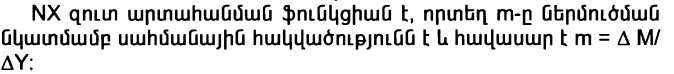 NX զուտ արտահանման ֆունկցիան է, որտեղ m-ը ներմուծման
նկատմամբ սահմանային հակվածությունն է և հավասար է m = Δ M/
ΔY: